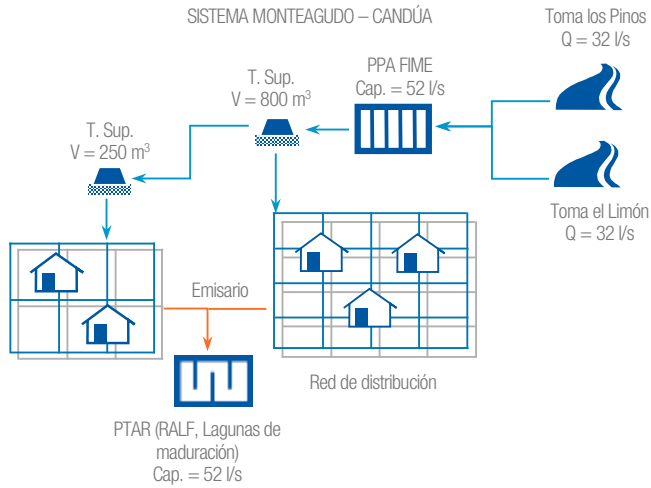 SISTEMA MONTEAGUDO – CANDÚA
Toma los Pinos
Q = 32 l/s
PPA FIME
Cap. = 52 l/s
T. Sup.
V = 800 m³
T. Sup.
V = 250 m³
Toma el Limón
Q = 32 l/s
Emisario
Red de distribución
PTAR (RALF, Lagunas de
maduración)
Cap. = 52 l/s